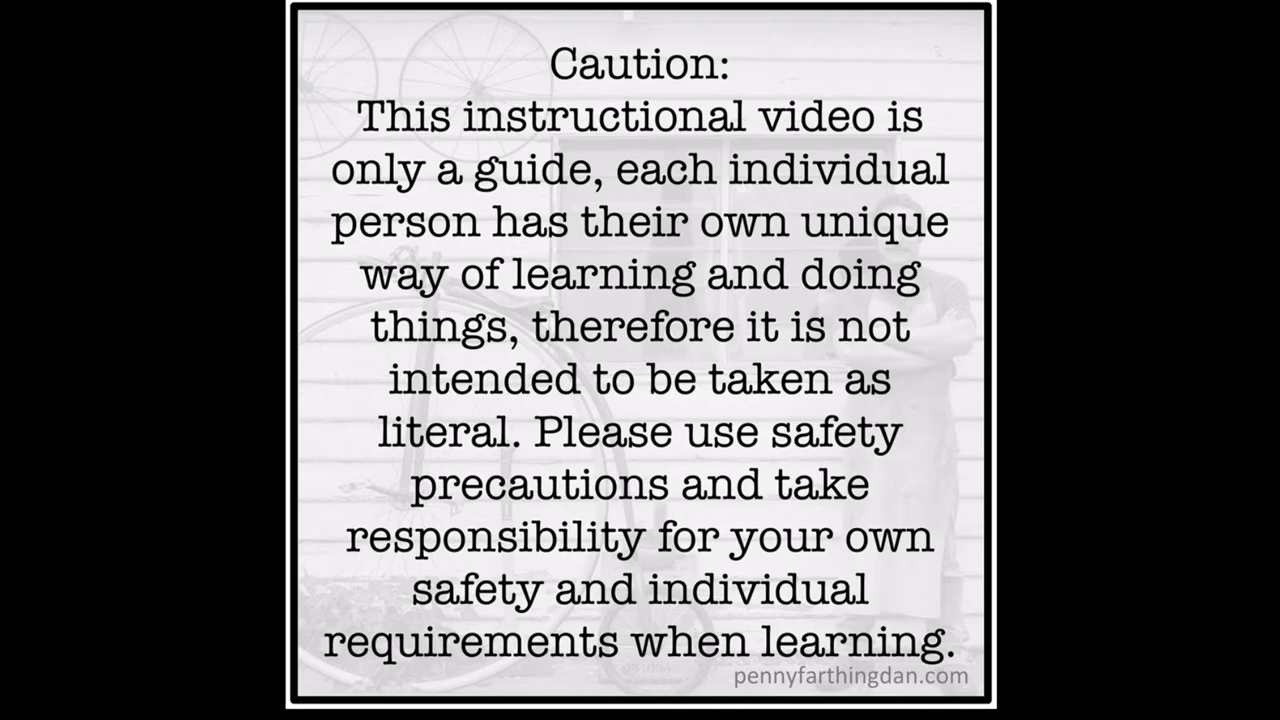 Caution:
This instructional video is
only a guide, each individual
person has their own unique
way of learning and doing
things, therefore it is not
intended to be taken as
literal. Please use safety
precautions and take
responsibility for your own
safety and individual
requirements when learning.
pennyfarthingdan.com